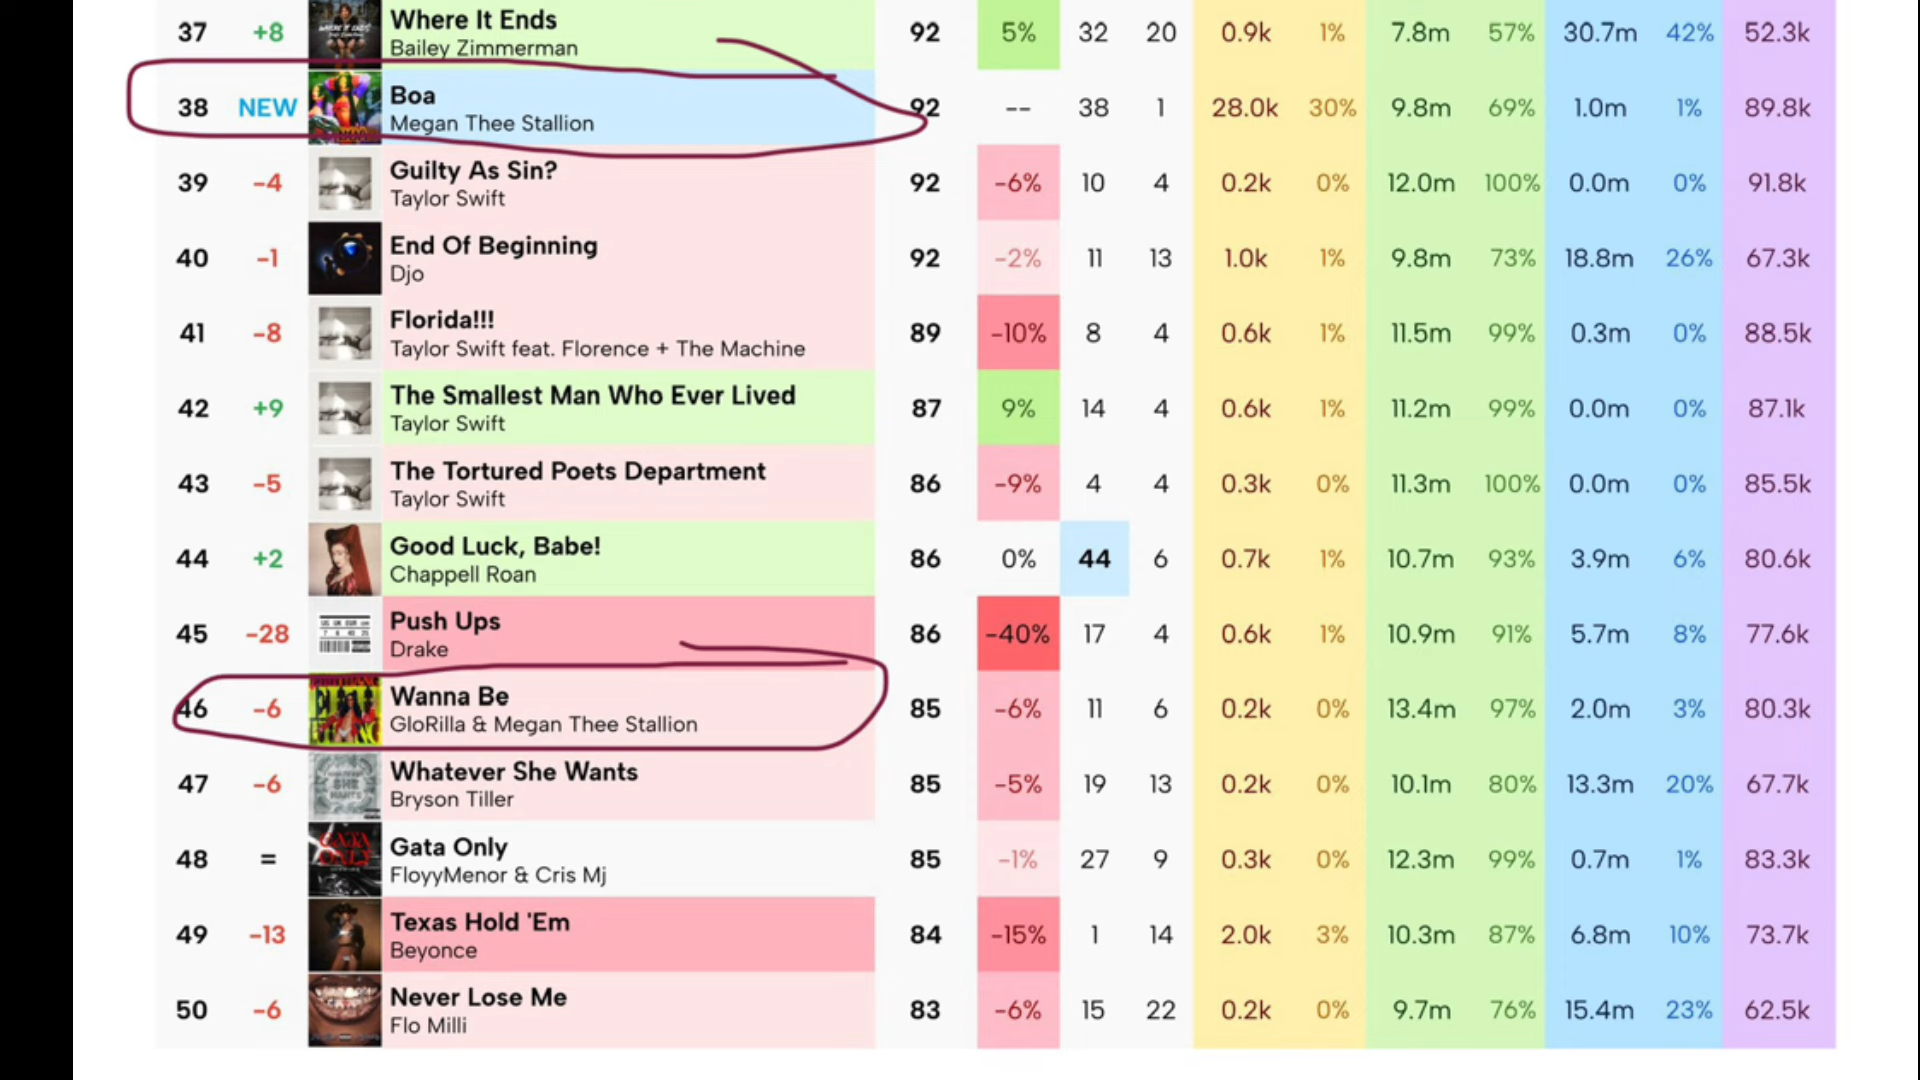 37 +8 Where It Ends 92 5% 32 20 0.9k 1% 7.8m 57% 30.7m 42% 52.3k
Bailey Zimmerman
38 NEW Boa 92 -- 38 1 28.0k 30% 9.8m 69% 1.0m 1% 89.8k
Megan Thee Stallion
39 -4 Guilty As Sin? 92 -6% 10 4 0.2k 0% 12.0m 100% 0.0m 0% 91.8k
Taylor Swift
40 -1 End Of Beginning 92 -2% 11 13 1.0k 1% 9.8m 73% 18.8m 26% 67.3k
Djo
41 -8 Florida!!! 89 -10% 8 4 0.6k 1% 11.5m 99% 0.3m 0% 88.5k
Taylor Swift feat. Florence + The Machine
42 +9 The Smallest Man Who Ever Lived 87 9% 14 4 0.6k 1% 11.2m 99% 0.0m 0% 87.1k
Taylor Swift
43 -5 The Tortured Poets Department 86 -9% 4 4 0.3k 0% 11.3m 100% 0.0m 0% 85.5k
Taylor Swift
44 +2 Good Luck, Babe! 86 0% 44 6 0.7k 1% 10.7m 93% 3.9m 6% 80.6k
Chappell Roan
45 -28 Push Ups 86 -40% 17 4 0.6k 1% 10.9m 91% 5.7m 8% 77.6k
Drake
46 -6 Wanna Be 85 -6% 11 6 0.2k 0% 13.4m 97% 2.0m 3% 80.3k
GloRilla & Megan Thee Stallion
47 -6 Whatever She Wants 85 -5% 19 13 0.2k 0% 10.1m 80% 13.3m 20% 67.7k
Bryson Tiller
48 = Gata Only 85 -1% 27 9 0.3k 0% 12.3m 99% 0.7m 1% 83.3k
FloyyMenor & Cris Mj
49 -13 Texas Hold 'Em 84 -15% 1 14 2.0k 3% 10.3m 87% 6.8m 10% 73.7k
Beyonce
50 -6 Never Lose Me 83 -6% 15 22 0.2k 0% 9.7m 76% 15.4m 23% 62.5k
Flo Milli